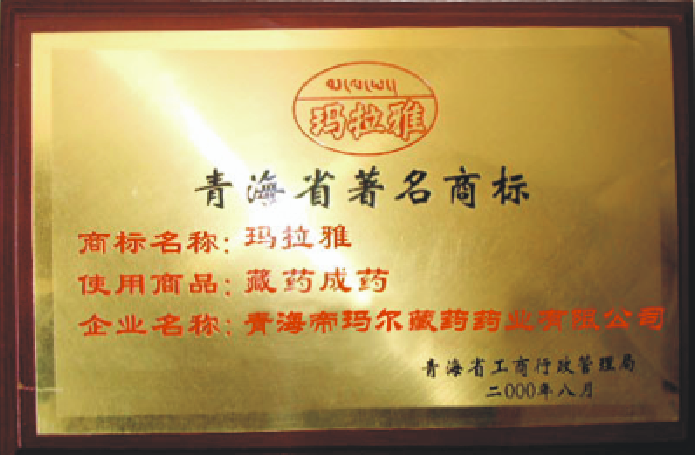 玛拉雅
青海省著名商标
商标名称：玛拉雅
使用商品：藏药成药
企业名称：青海帝玛尔藏药药业有限公司
青海省工商行政管理局
二000年八月